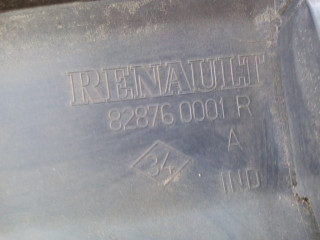 RENAULT
82876 0001 R
A
34
IND